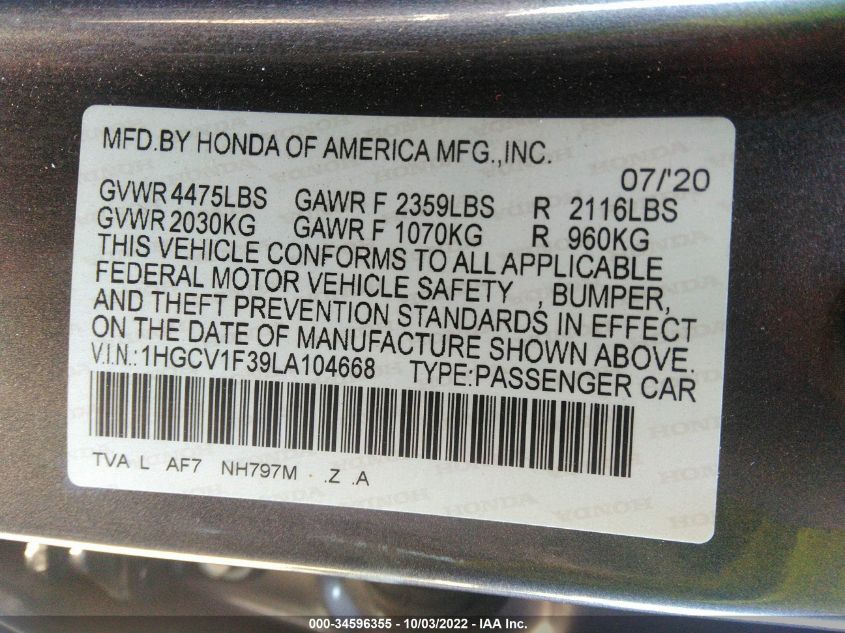 MFD.BY HONDA OF AMERICA MFG.,INC.
07/'20
GVWR 4475LBS GAWR F 2359LBS R 2116LBS
GVWR 2030KG GAWR F 1070KG R 960KG
THIS VEHICLE CONFORMS TO ALL APPLICABLE
FEDERAL MOTOR VEHICLE SAFETY , BUMPER,
AND THEFT PREVENTION STANDARDS IN EFFECT
ON THE DATE OF MANUFACTURE SHOWN ABOVE.
V.I.N.:1HGCV1F39LA104668 TYPE:PASSENGER CAR
TVA L AF7 NH797M .Z .A
000-34596355 - 10/03/2022 - IAA Inc.